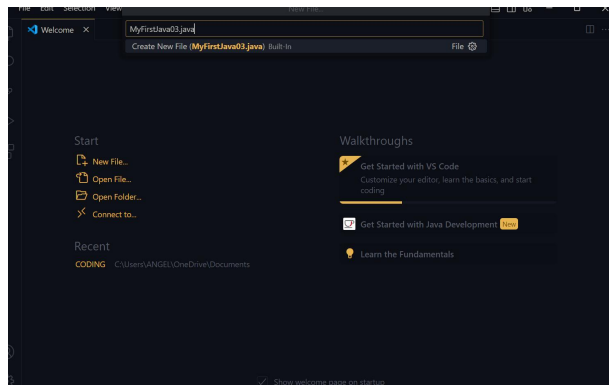 File Edit Selection View
New File...
Welcome
MyFirstJava03.java
Create New File (MyFirstJava03.java) Built-In File
Start
New File...
Open File...
Open Folder...
Connect to...
Recent
CODING C:\Users\ANGEL\OneDrive\Documents
Walkthroughs
Get Started with VS Code
Customize your editor, learn the basics, and start
coding
Get Started with Java Development New
Learn the Fundamentals
Show welcome page on startup